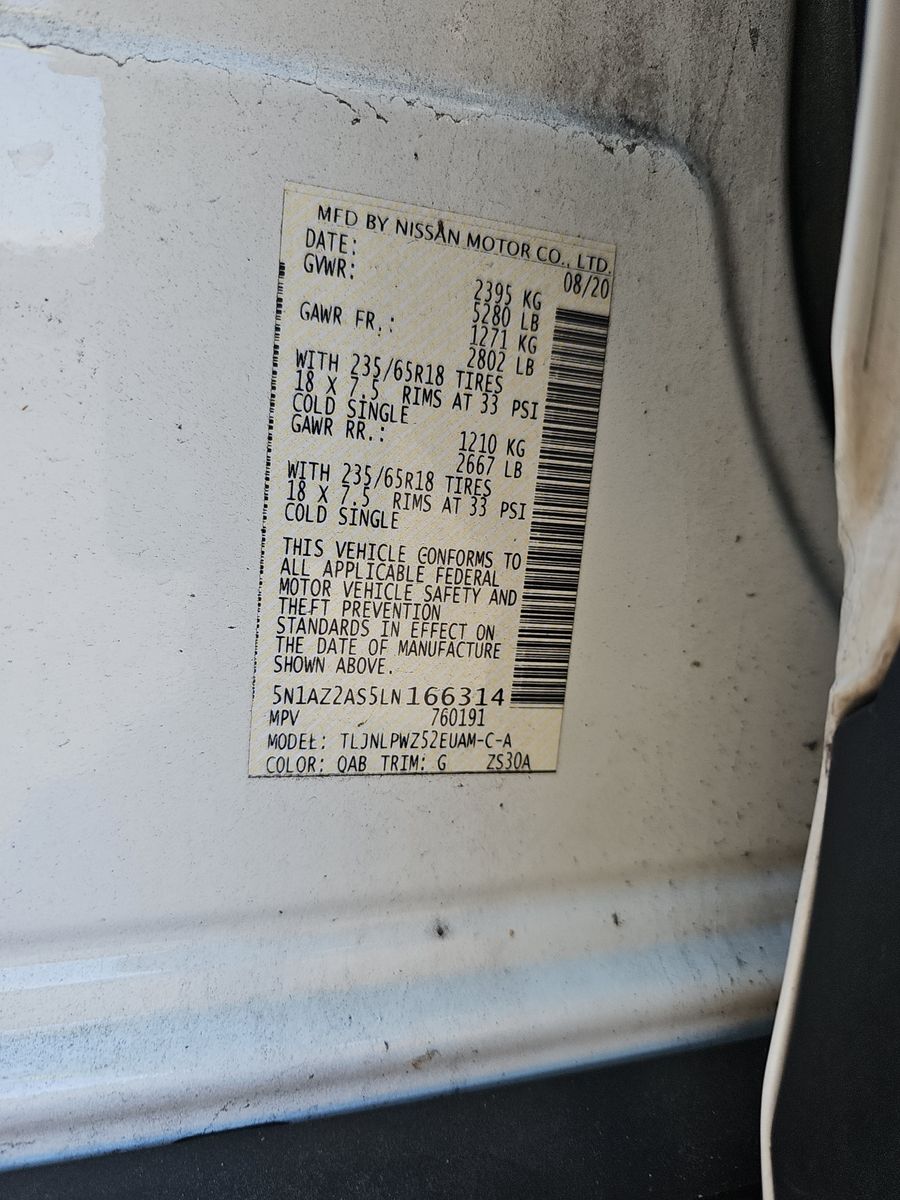 MFD BY NISSAN MOTOR CO., LTD.
DATE: 08/20
GVWR: 2395 KG
5280 LB
GAWR FR.: 1271 KG
2802 LB
WITH 235/65R18 TIRES
18 X 7.5 RIMS AT 33 PSI
COLD SINGLE
GAWR RR.: 1210 KG
2667 LB
WITH 235/65R18 TIRES
18 X 7.5 RIMS AT 33 PSI
COLD SINGLE
THIS VEHICLE CONFORMS TO
ALL APPLICABLE FEDERAL
MOTOR VEHICLE SAFETY AND
THEFT PREVENTION
STANDARDS IN EFFECT ON
THE DATE OF MANUFACTURE
SHOWN ABOVE.
5N1AZ2AS5LN166314
MPV 760191
MODEL: TLJNLPWZ52EUAM-C-A
COLOR: QAB TRIM: G ZS30A